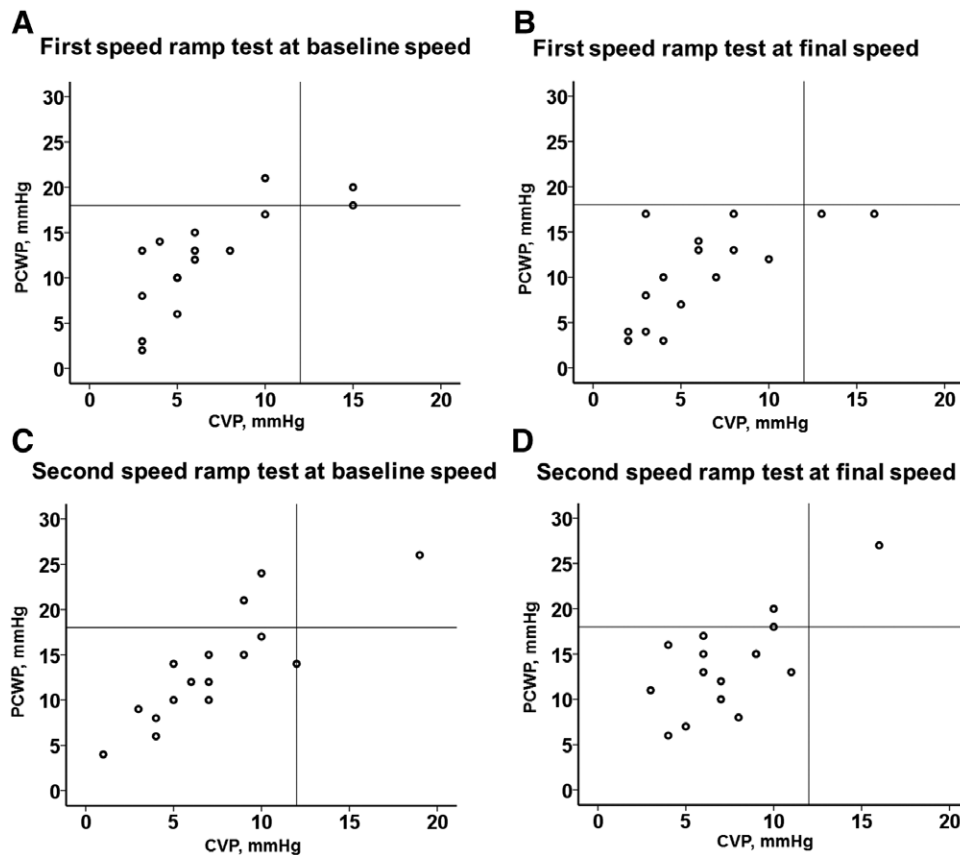 A
First speed ramp test at baseline speed
30
25
20
15
10
5
0
PCWP, mmHg
0 5 10 15 20
CVP, mmHg
B
First speed ramp test at final speed
30
25
20
15
10
5
0
PCWP, mmHg
0 5 10 15 20
CVP, mmHg
C
Second speed ramp test at baseline speed
30
25
20
15
10
5
0
PCWP, mmHg
0 5 10 15 20
CVP, mmHg
D
Second speed ramp test at final speed
30
25
20
15
10
5
0
PCWP, mmHg
0 5 10 15 20
CVP, mmHg